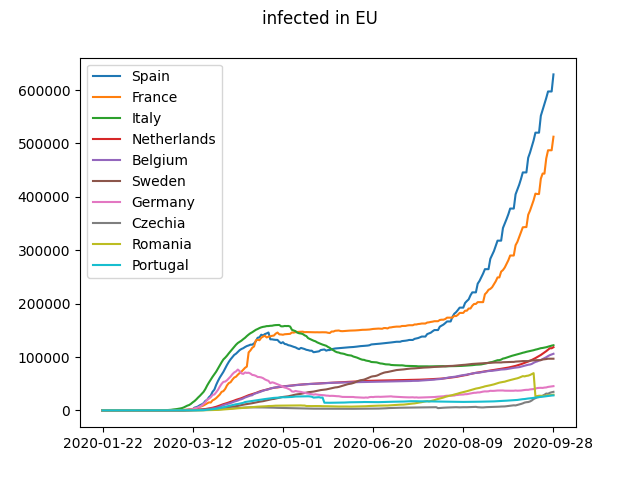 infected in EU
Spain
France
Italy
Netherlands
Belgium
Sweden
Germany
Czechia
Romania
Portugal
600000
500000
400000
300000
200000
100000
0
2020-01-22 2020-03-12 2020-05-01 2020-06-20 2020-08-09 2020-09-28